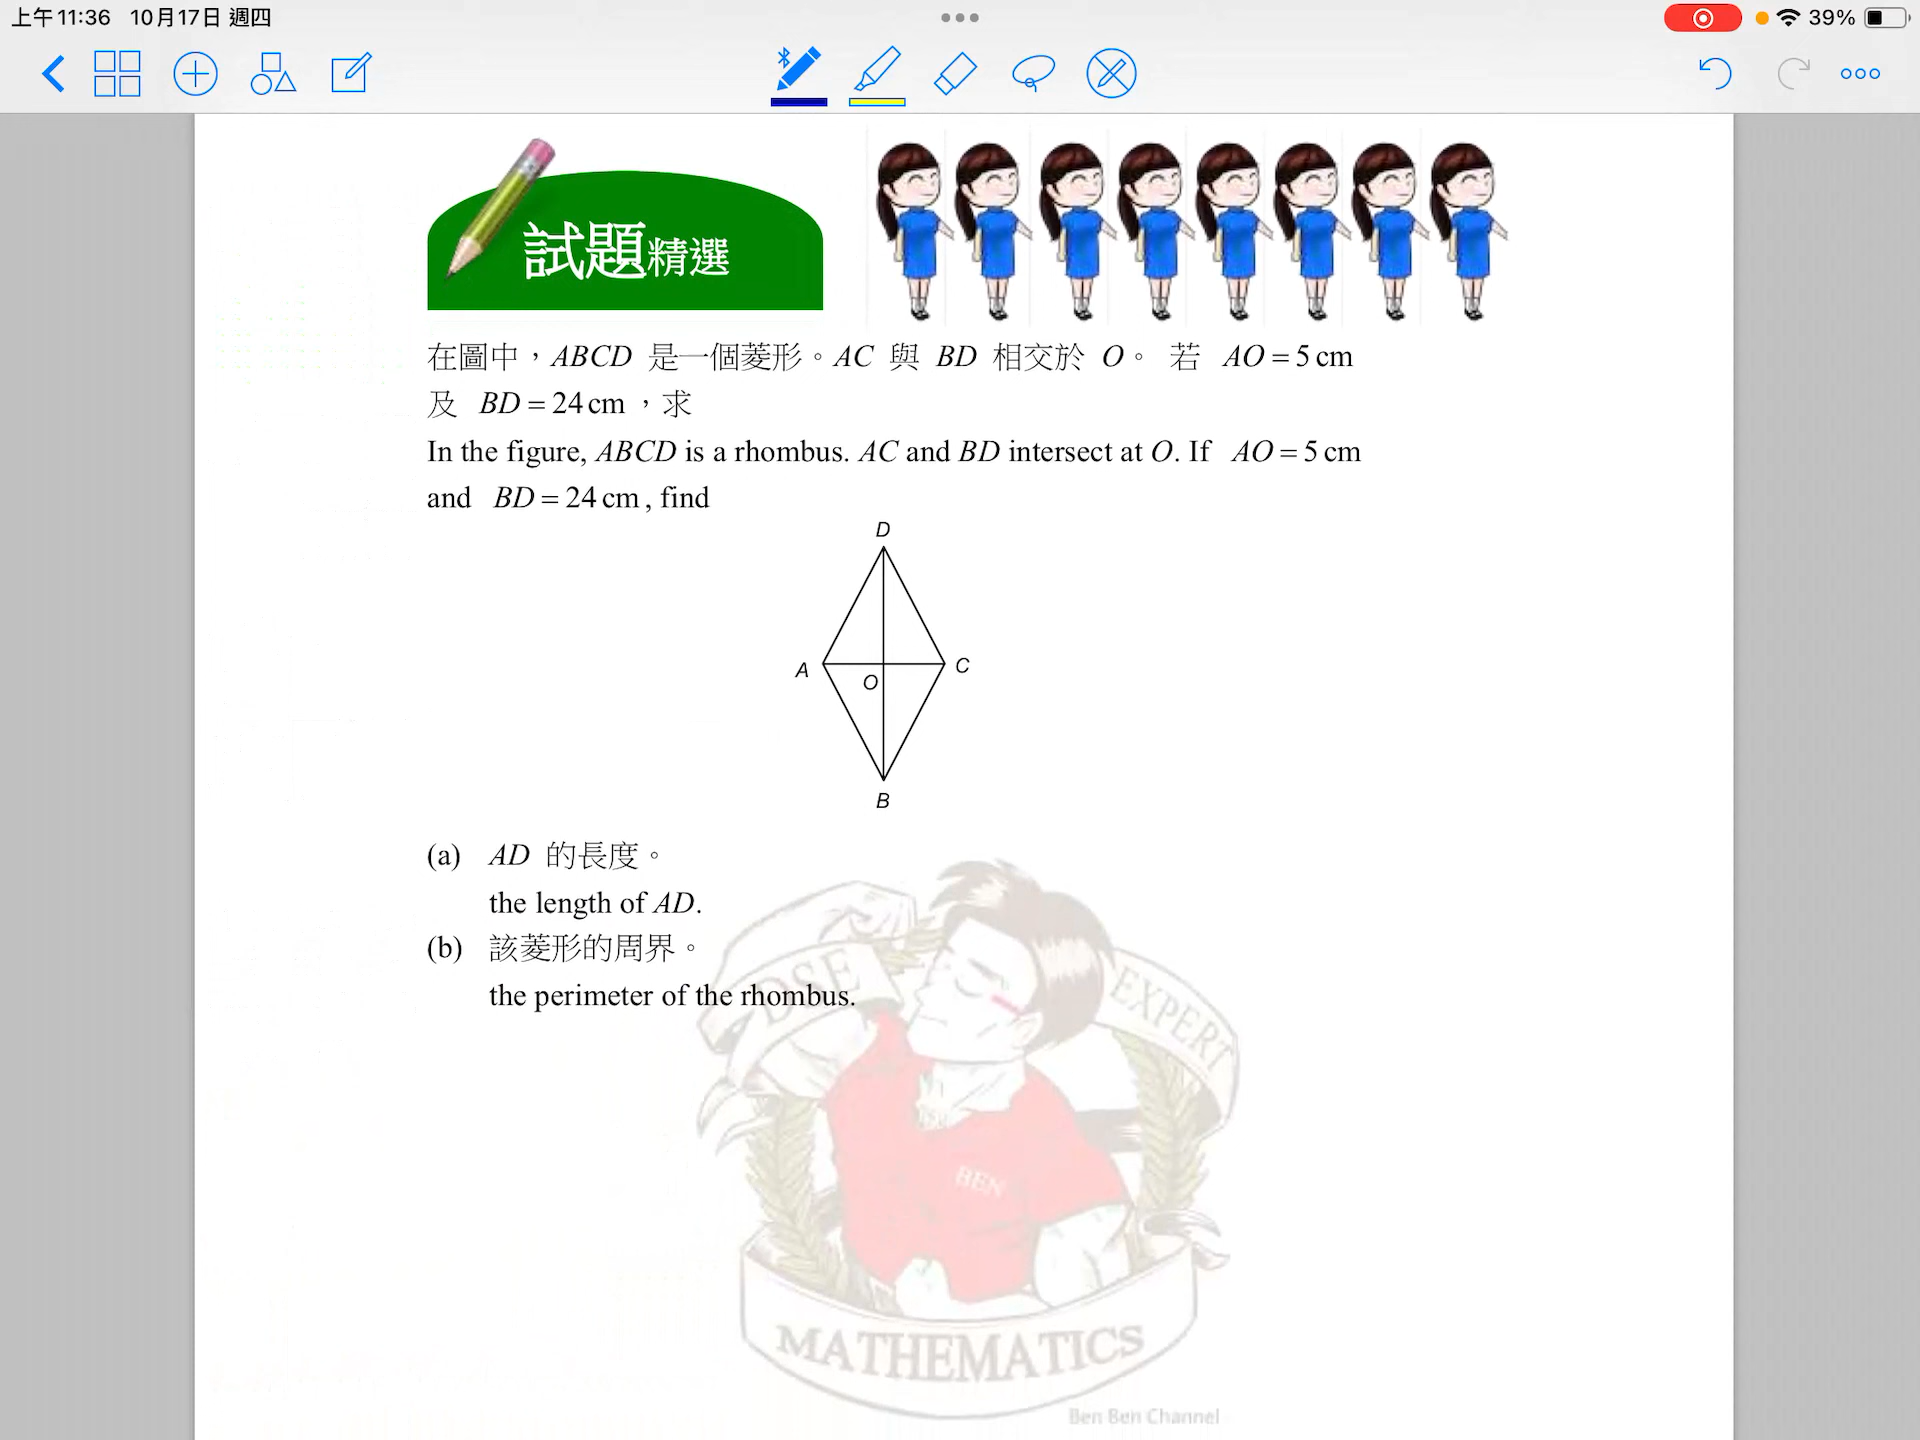 上午11:36 10月17日 週四
39%
試題精選
在圖中，ABCD 是一個菱形。AC 與 BD 相交於 O。 若 AO = 5 cm
及 BD = 24 cm ，求
In the figure, ABCD is a rhombus. AC and BD intersect at O. If AO = 5 cm
and BD = 24 cm , find
D
A
C
O
B
(a) AD 的長度。
the length of AD.
(b) 該菱形的周界。
the perimeter of the rhombus.
DSE
EXPERT
BEN
MATHEMATICS
Ben Ben Channel